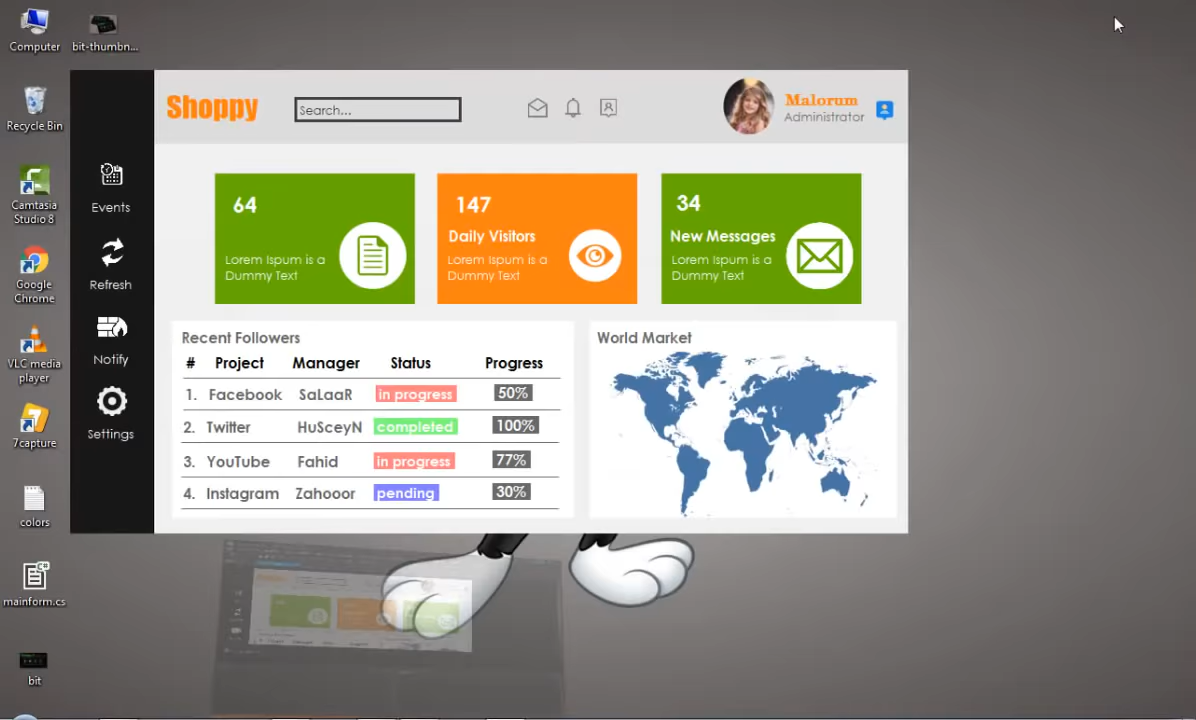 Computer
bit-thumbn...
Recycle Bin
Camtasia
Studio 8
Google
Chrome
VLC media
player
7capture
colors
mainform.cs
bit
Shoppy
Search...
Malorum
Administrator
Events
Refresh
Notify
Settings
64
Lorem Ispum is a
Dummy Text
147
Daily Visitors
Lorem Ispum is a
Dummy Text
34
New Messages
Lorem Ispum is a
Dummy Text
Recent Followers
# Project Manager Status Progress
1. Facebook SaLaaR in progress 50%
2. Twitter HuSceyN completed 100%
3. YouTube Fahid in progress 77%
4. Instagram Zahooor pending 30%
World Market